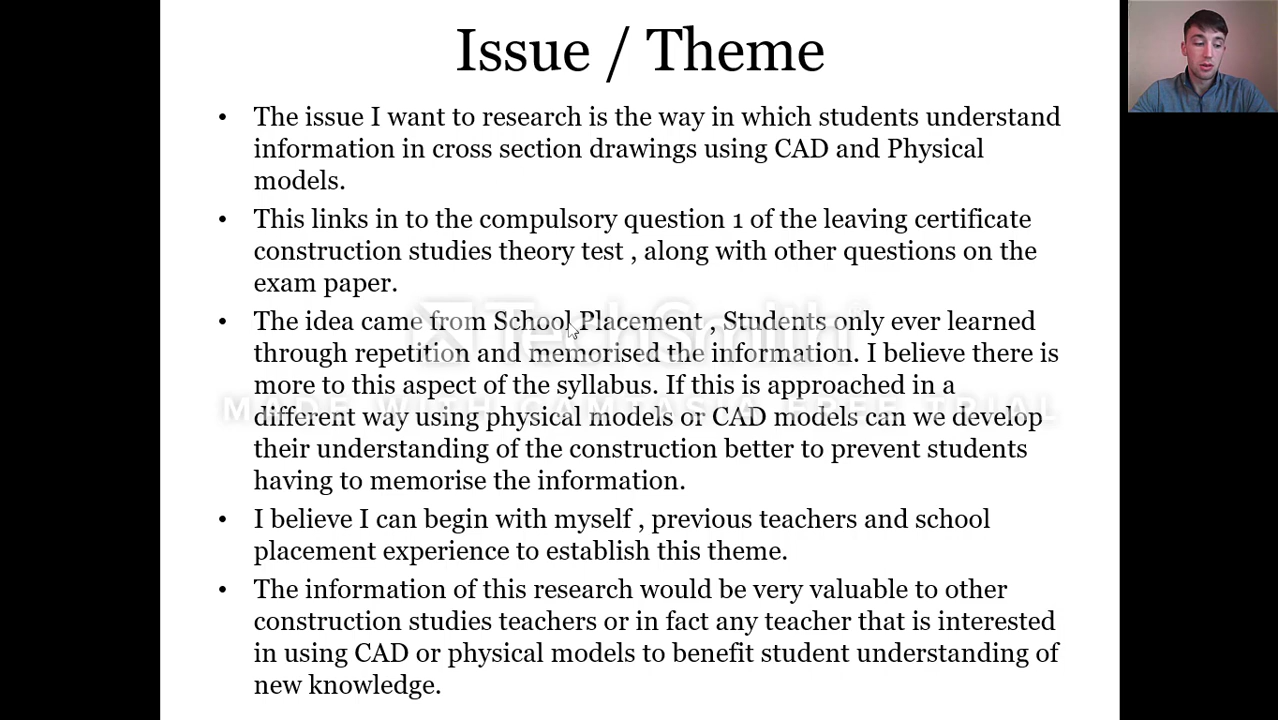 Issue / Theme
• The issue I want to research is the way in which students understand
information in cross section drawings using CAD and Physical
models.
• This links in to the compulsory question 1 of the leaving certificate
construction studies theory test , along with other questions on the
exam paper.
• The idea came from School Placement , Students only ever learned
through repetition and memorised the information. I believe there is
more to this aspect of the syllabus. If this is approached in a
different way using physical models or CAD models can we develop
their understanding of the construction better to prevent students
having to memorise the information.
• I believe I can begin with myself , previous teachers and school
placement experience to establish this theme.
• The information of this research would be very valuable to other
construction studies teachers or in fact any teacher that is interested
in using CAD or physical models to benefit student understanding of
new knowledge.
TechSmith
MADE WITH CAMTASIA FREE TRIAL